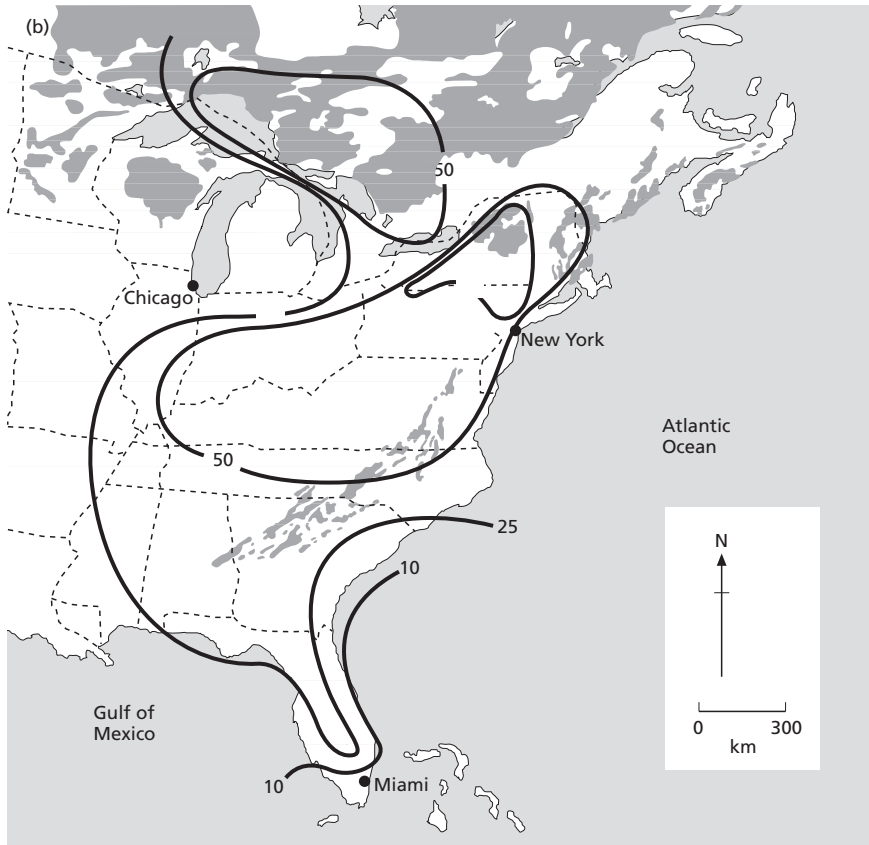 (b)
50
Chicago
New York
Atlantic
Ocean
50
25
N
10
Gulf of
Mexico
0 300
km
10
Miami